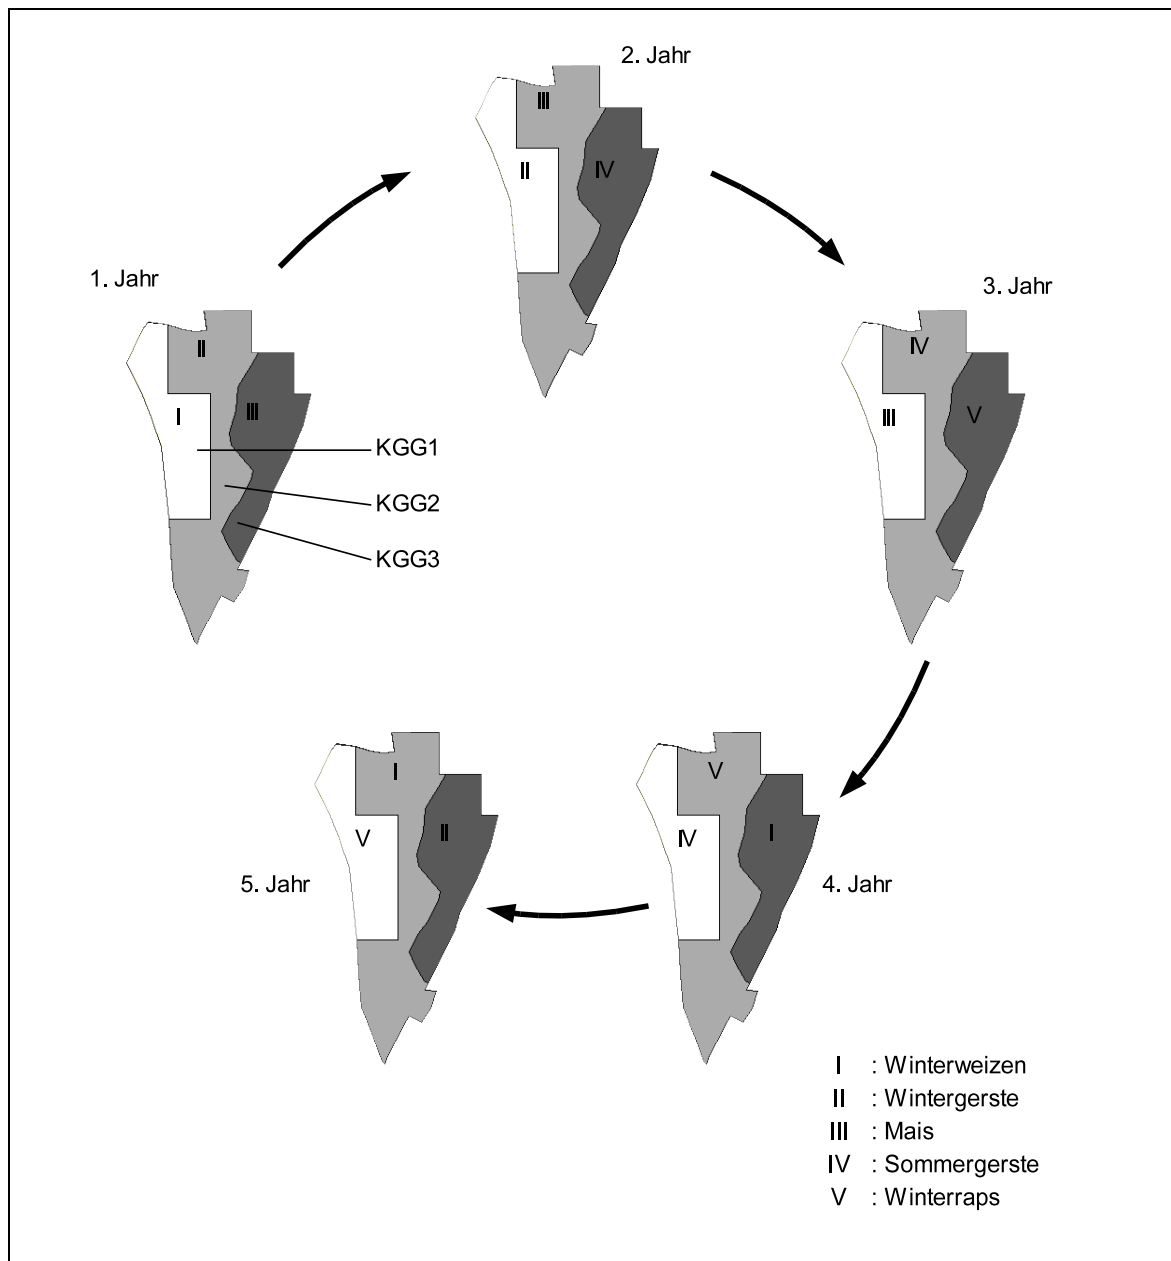 2. Jahr
III
II
IV
1. Jahr
II
I
III
KGG1
KGG2
KGG3
3. Jahr
IV
III
V
I
V
II
5. Jahr
V
IV
I
4. Jahr
I : Winterweizen
II : Wintergerste
III : Mais
IV : Sommergerste
V : Winterraps